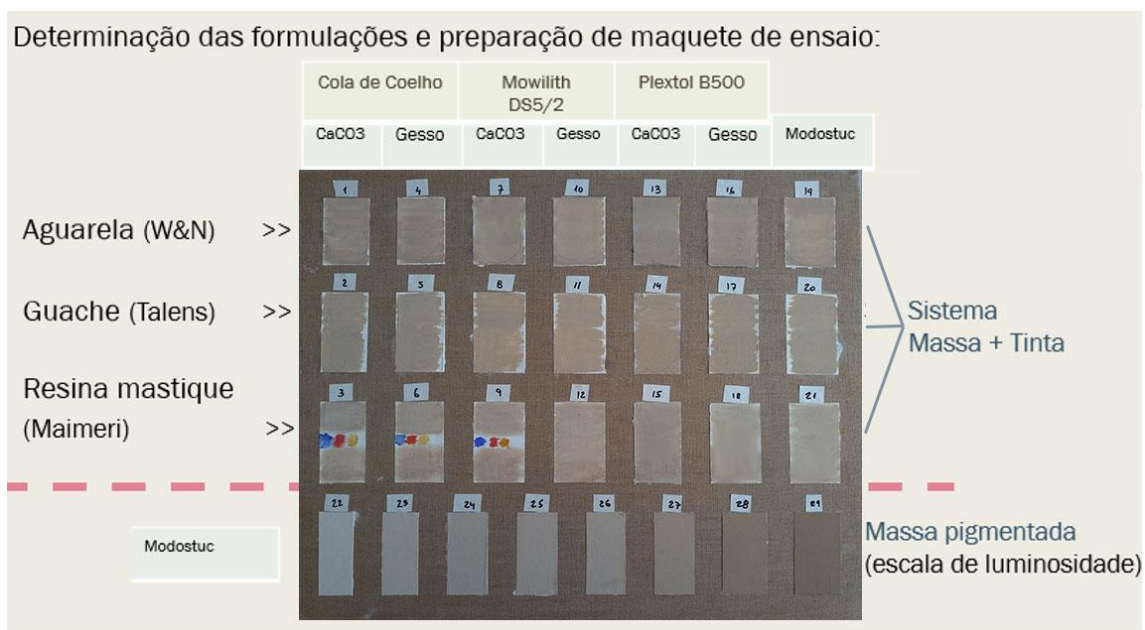 Determinação das formulações e preparação de maquete de ensaio:
Cola de Coelho
Mowilith
DS5/2
Plextol B500
CaCO3
Gesso
CaCO3
Gesso
CaCO3
Gesso
Modostuc
1
4
7
10
13
16
19
Aguarela (W&N) >>
2
5
8
11
14
17
20
Guache (Talens) >>
Sistema
Massa + Tinta
Resina mastique
(Maimeri) >>
3
6
9
12
15
18
21
22
23
24
25
26
27
28
29
Modostuc
Massa pigmentada
(escala de luminosidade)